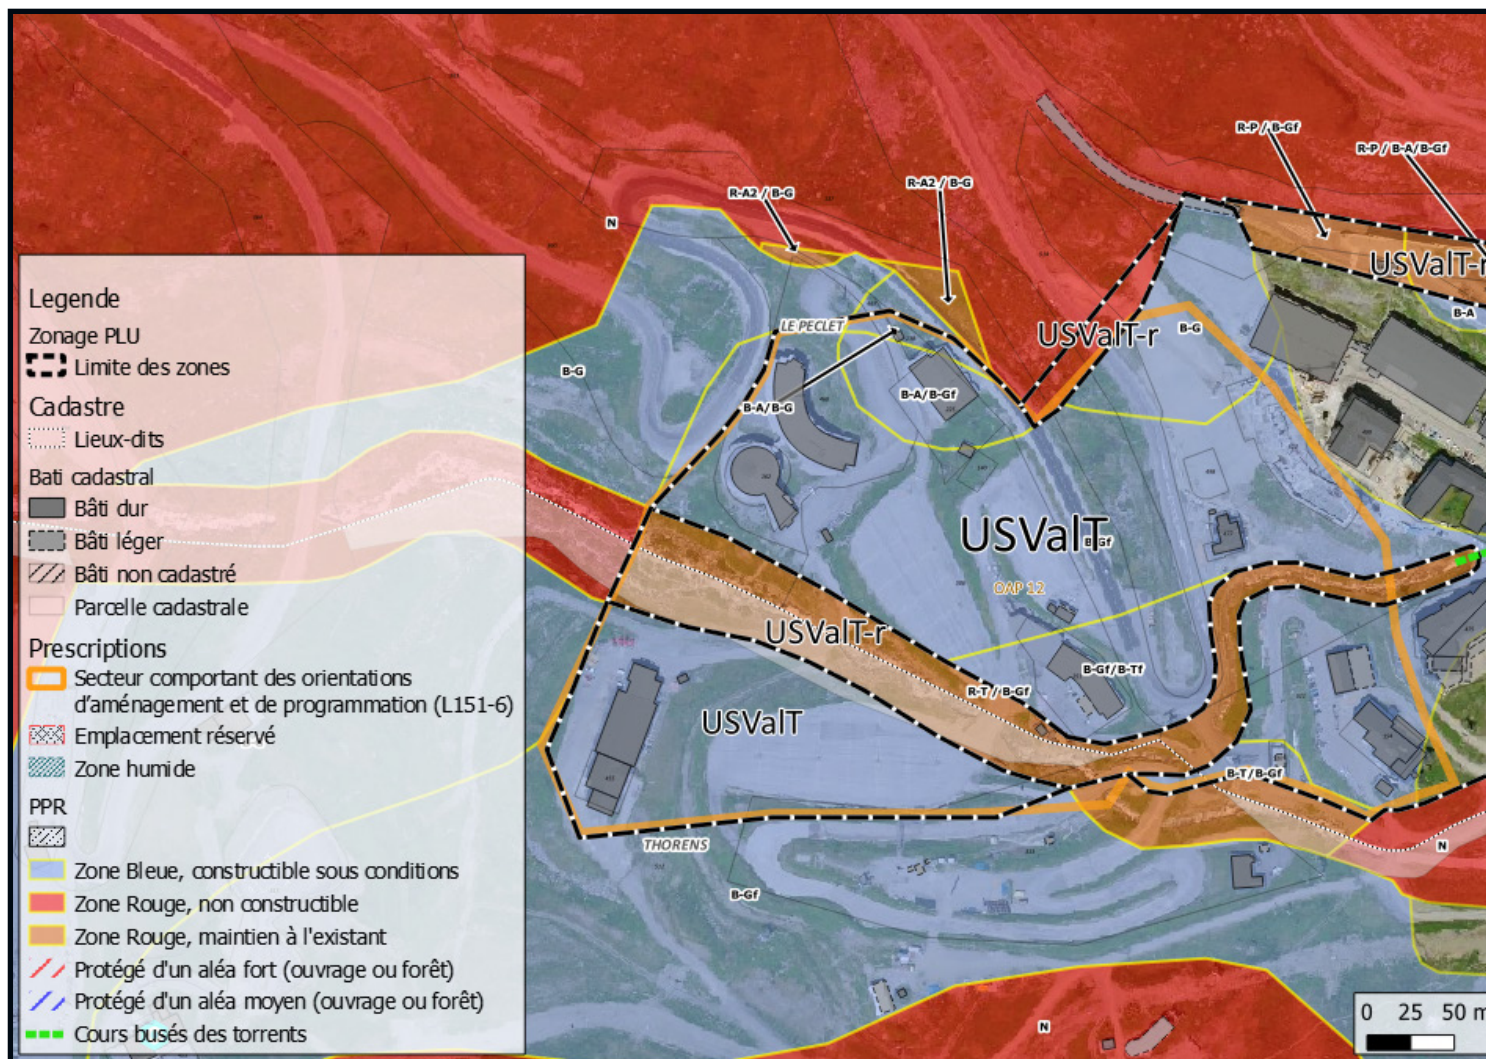 R-P / B-Gf
R-P / B-A/B-Gf
R-A2 / B-G
R-A2 / B-G
N
USValT-r
B-A
LE PECLET
USValT-r
B-G
B-G
B-A/B-G
B-A/B-Gf
USValT
B-Gf
OAP 12
USValT-r
B-Gf/B-Tf
R-T / B-Gf
USValT
B-T/B-Gf
THORENS
N
B-Gf
N
Legende
Zonage PLU
Limite des zones
Cadastre
Lieux-dits
Bati cadastral
Bâti dur
Bâti léger
Bâti non cadastré
Parcelle cadastrale
Prescriptions
Secteur comportant des orientations
d'aménagement et de programmation (L151-6)
Emplacement réservé
Zone humide
PPR
Zone Bleue, constructible sous conditions
Zone Rouge, non constructible
Zone Rouge, maintien à l'existant
Protégé d'un aléa fort (ouvrage ou forêt)
Protégé d'un aléa moyen (ouvrage ou forêt)
Cours busés des torrents
0 25 50 m